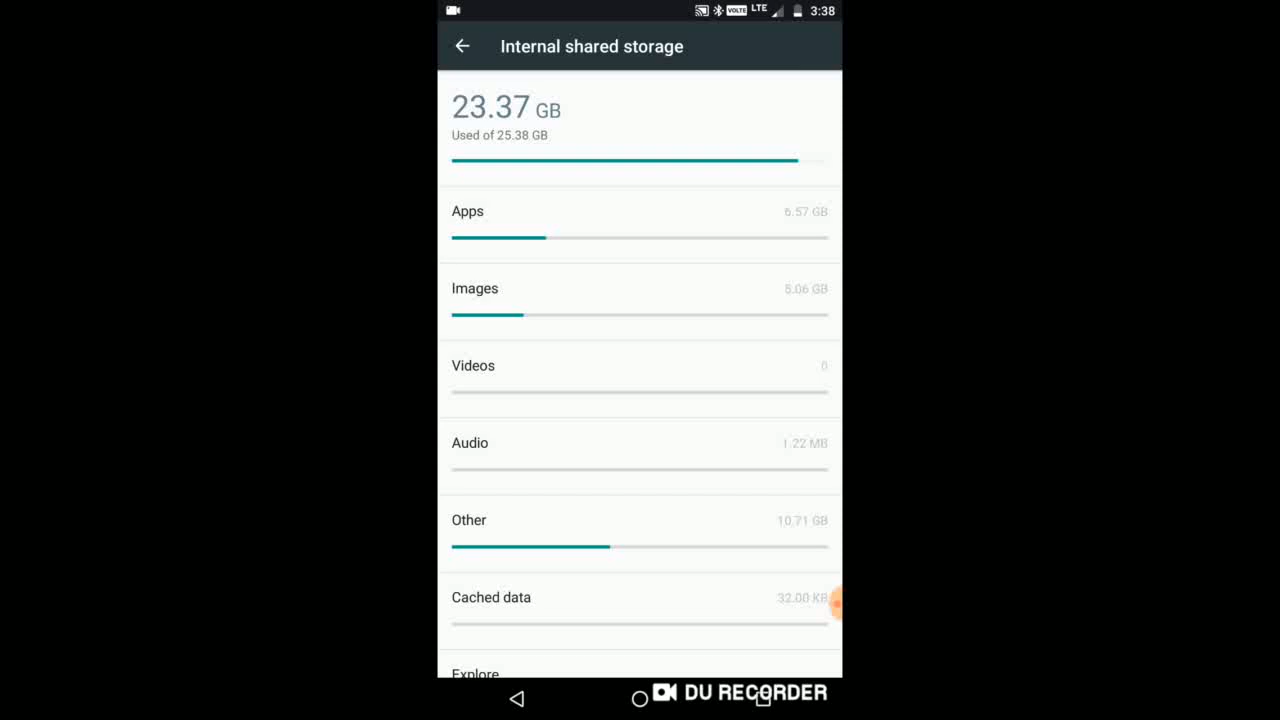 VOLTE LTE 3:38
Internal shared storage
23.37 GB
Used of 25.38 GB
Apps 6.57 GB
Images 5.06 GB
Videos 0
Audio 1.22 MB
Other 10.71 GB
Cached data 32.00 KB
Explore
DU RECORDER